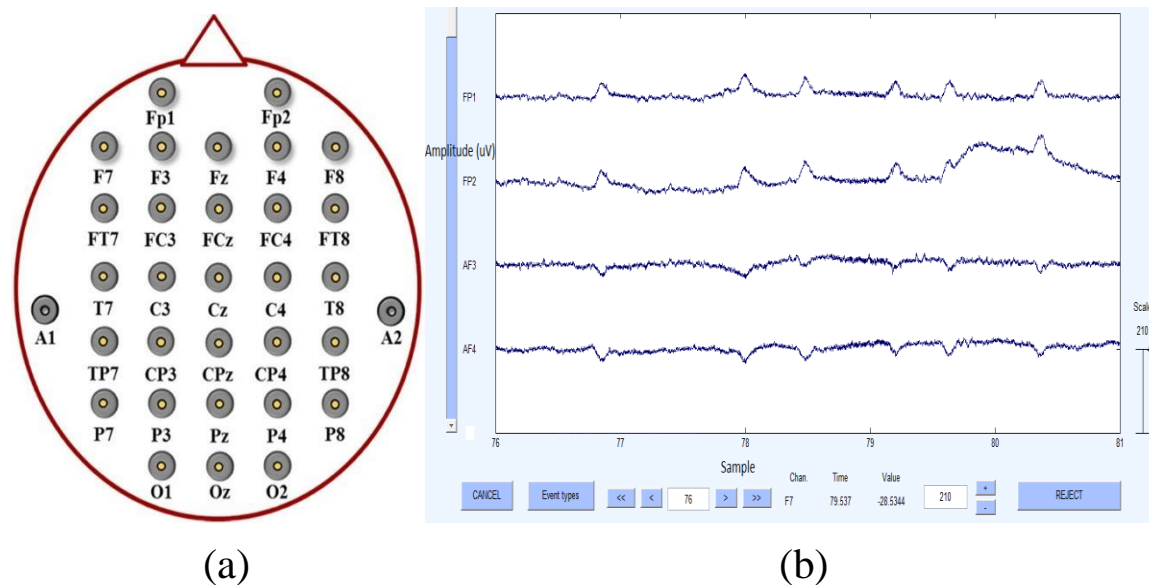 Fp1 Fp2
F7 F3 Fz F4 F8
FT7 FC3 FCz FC4 FT8
T7 C3 Cz C4 T8
A1 A2
TP7 CP3 CPz CP4 TP8
P7 P3 Pz P4 P8
O1 Oz O2
(a)
FP1
Amplitude (uV)
FP2
AF3
AF4
Scale
210
76 77 78 79 80 81
Sample
Chan. Time Value
CANCEL Event types << < 76 > >> F7 79.537 -28.5344 210 + - REJECT
(b)